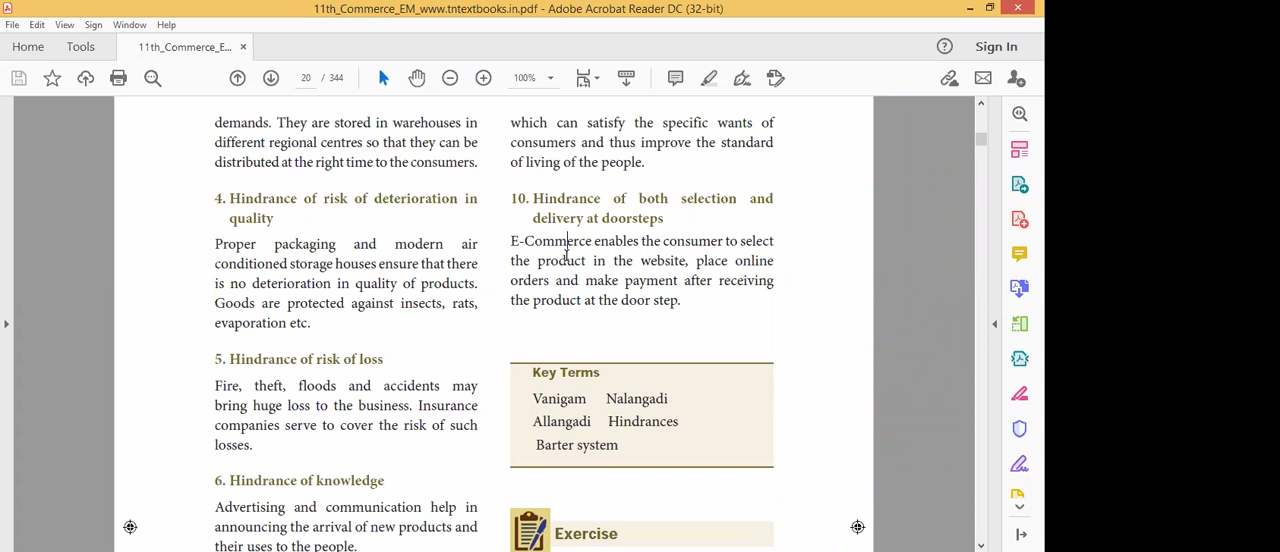 11th_Commerce_EM_www.tntextbooks.in.pdf - Adobe Acrobat Reader DC (32-bit)
File Edit View Sign Window Help
Home Tools 11th_Commerce_E... × Sign In
20 / 344 100%
demands. They are stored in warehouses in
different regional centres so that they can be
distributed at the right time to the consumers.
4. Hindrance of risk of deterioration in
quality
Proper packaging and modern air
conditioned storage houses ensure that there
is no deterioration in quality of products.
Goods are protected against insects, rats,
evaporation etc.
5. Hindrance of risk of loss
Fire, theft, floods and accidents may
bring huge loss to the business. Insurance
companies serve to cover the risk of such
losses.
6. Hindrance of knowledge
Advertising and communication help in
announcing the arrival of new products and
their uses to the people.
which can satisfy the specific wants of
consumers and thus improve the standard
of living of the people.
10. Hindrance of both selection and
delivery at doorsteps
E-Commerce enables the consumer to select
the product in the website, place online
orders and make payment after receiving
the product at the door step.
Key Terms
Vanigam Nalangadi
Allangadi Hindrances
Barter system
Exercise